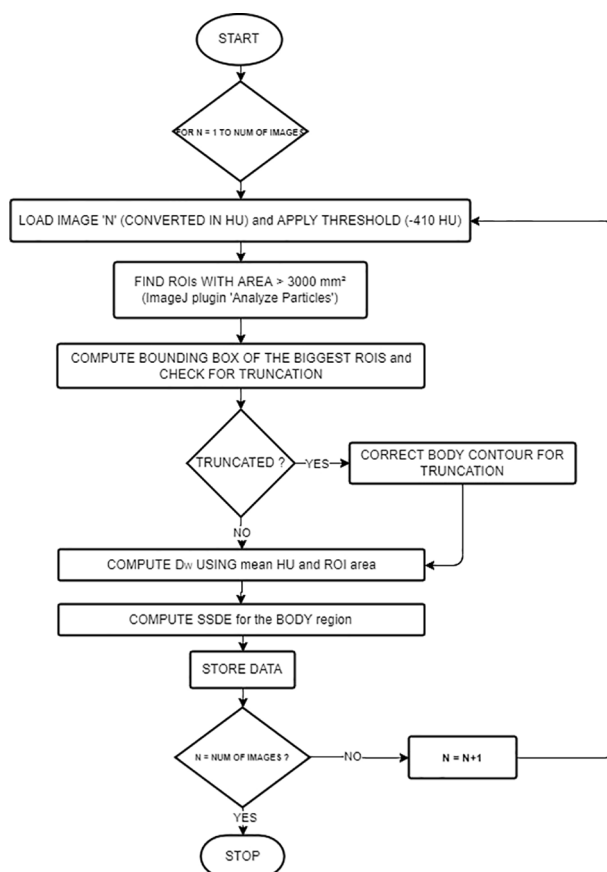 START
FOR N = 1 TO NUM OF IMAGES
LOAD IMAGE 'N' (CONVERTED IN HU) and APPLY THRESHOLD (-410 HU)
FIND ROIs WITH AREA > 3000 mm²
(ImageJ plugin 'Analyze Particles')
COMPUTE BOUNDING BOX OF THE BIGGEST ROIS and
CHECK FOR TRUNCATION
TRUNCATED ?
YES
CORRECT BODY CONTOUR FOR
TRUNCATION
NO
COMPUTE Dw USING mean HU and ROI area
COMPUTE SSDE for the BODY region
STORE DATA
N = NUM OF IMAGES ?
NO
N = N+1
YES
STOP